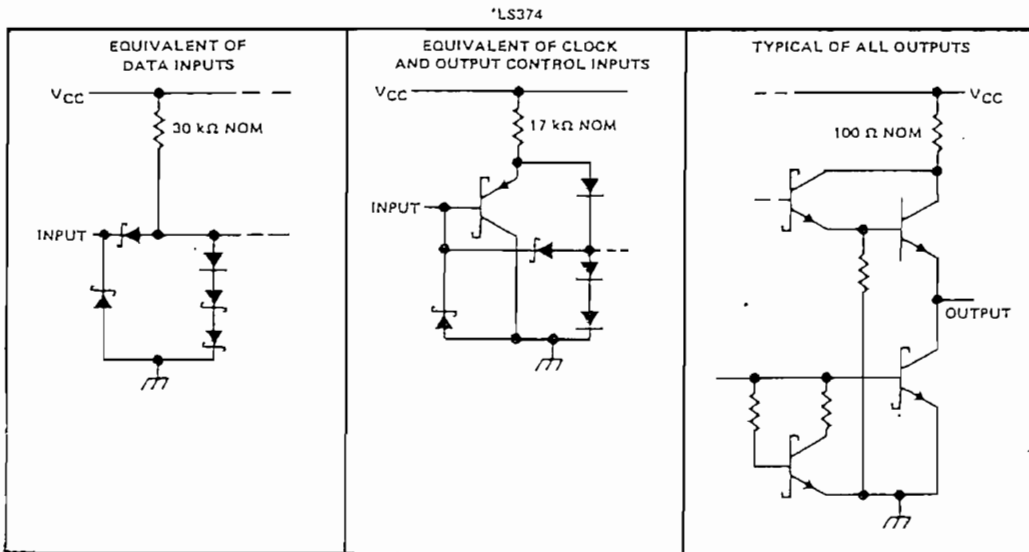 'LS374
EQUIVALENT OF
DATA INPUTS
VCC
30 kΩ NOM
INPUT
EQUIVALENT OF CLOCK
AND OUTPUT CONTROL INPUTS
VCC
17 kΩ NOM
INPUT
TYPICAL OF ALL OUTPUTS
VCC
100 Ω NOM
OUTPUT